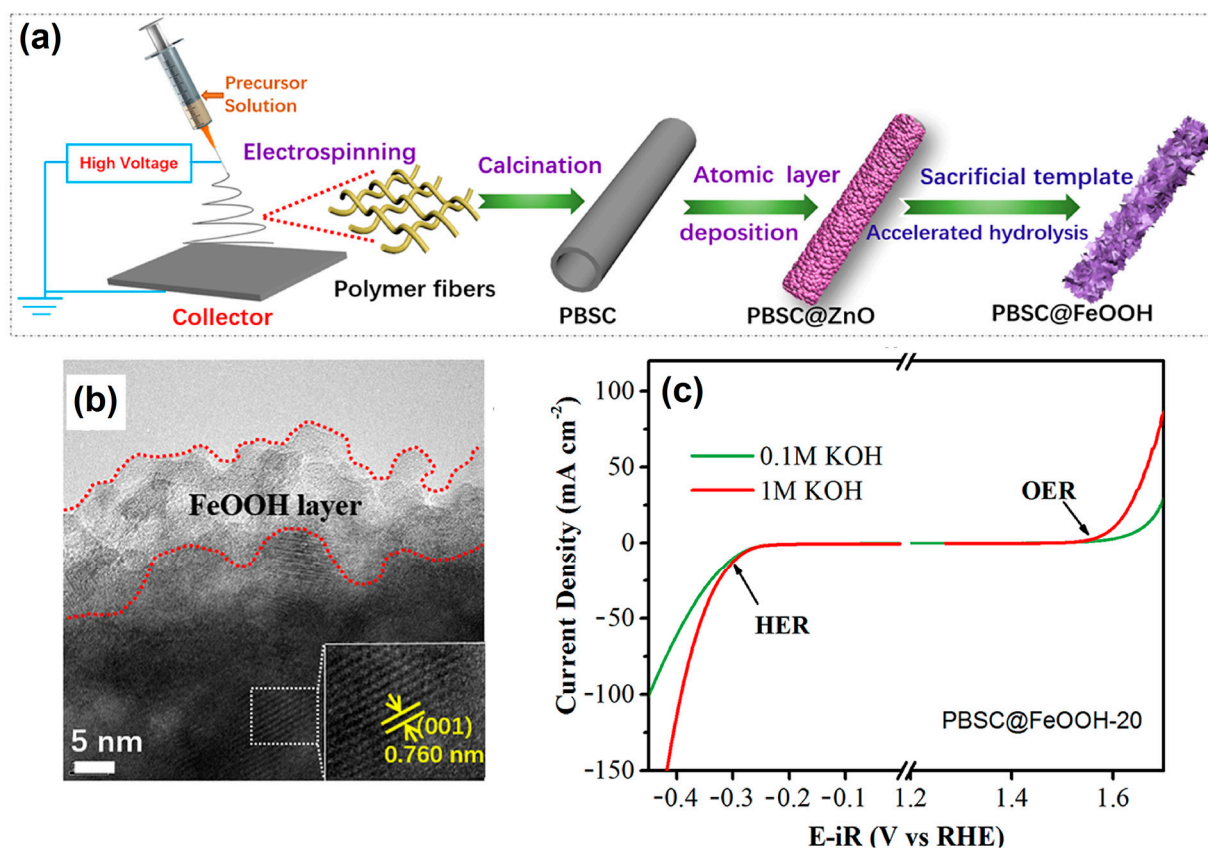 (a)
Precursor
Solution
High Voltage
Electrospinning
Collector
Polymer fibers
Calcination
PBSC
Atomic layer
deposition
PBSC@ZnO
Sacrificial template
Accelerated hydrolysis
PBSC@FeOOH
(b)
FeOOH layer
(001)
0.760 nm
5 nm
(c)
100
50
0
−50
−100
−150
Current Density (mA cm⁻²)
0.1M KOH
1M KOH
OER
HER
PBSC@FeOOH-20
−0.4 −0.3 −0.2 −0.1 1.2 1.4 1.6
E-iR (V vs RHE)